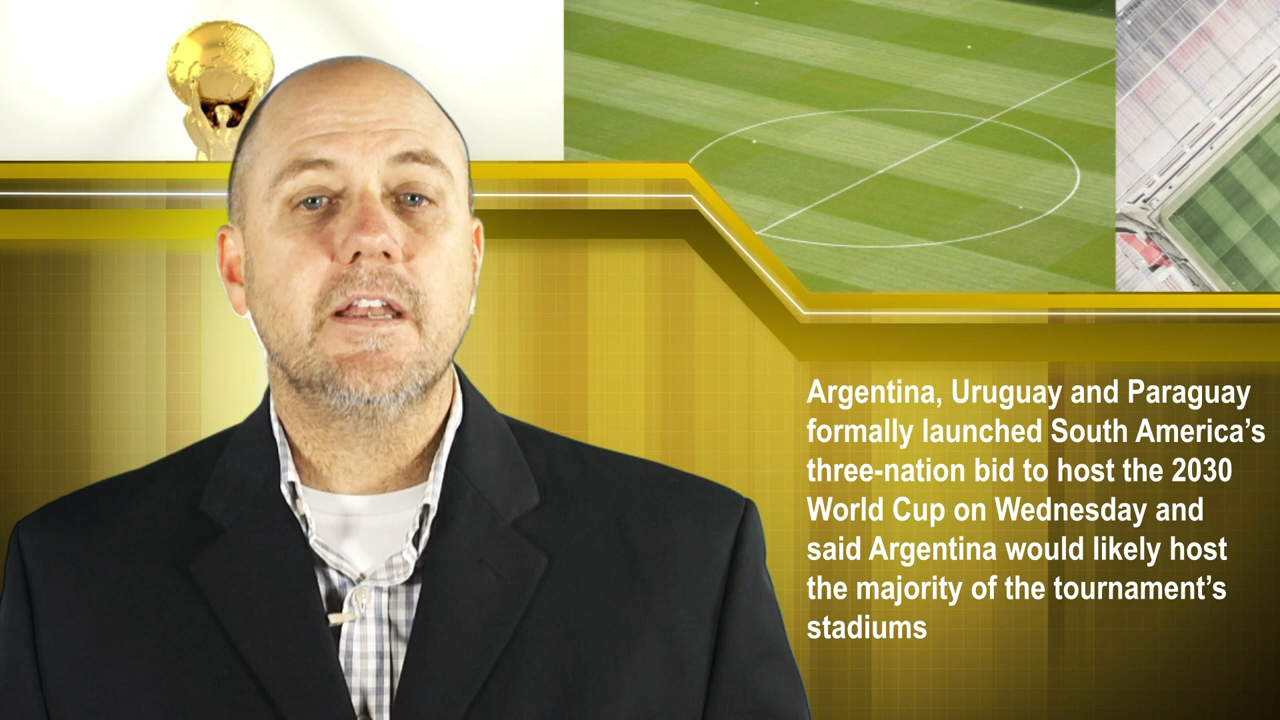 Argentina, Uruguay and Paraguay
formally launched South America’s
three-nation bid to host the 2030
World Cup on Wednesday and
said Argentina would likely host
the majority of the tournament’s
stadiums